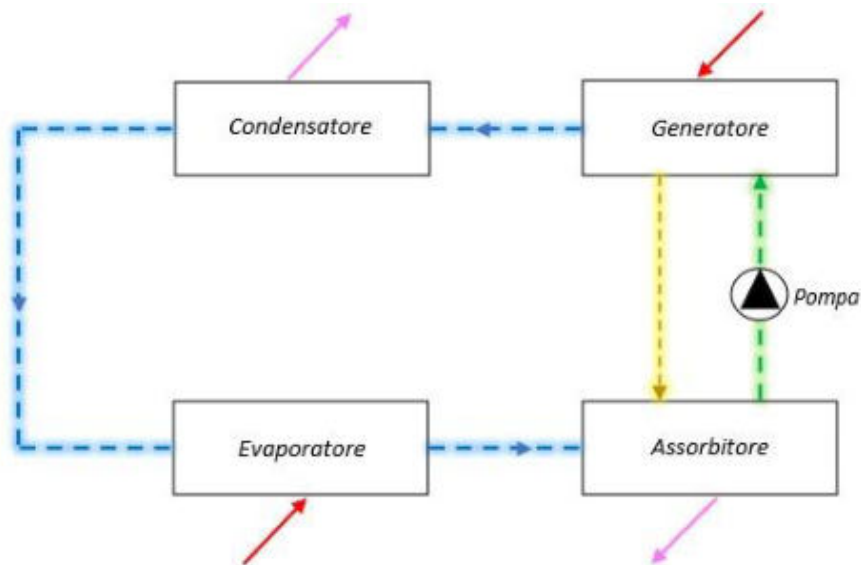 Condensatore
Generatore
Pompa
Evaporatore
Assorbitore